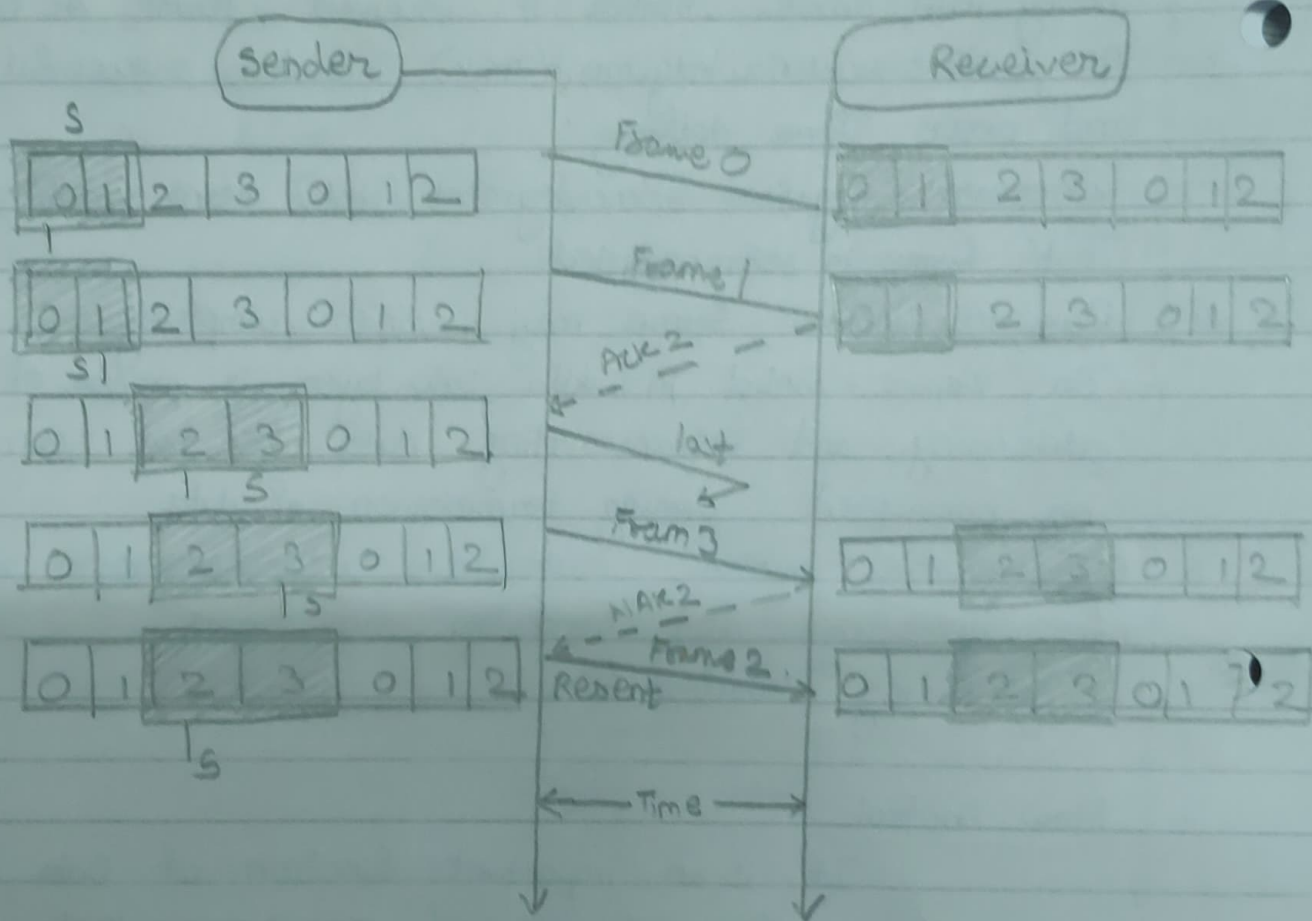 Sender Receiver
S
Frame 0
0 1 2 3 0 1 2 0 1 2 3 0 1 2
Frame 1
0 1 2 3 0 1 2 0 1 2 3 0 1 2
S
ACK 2
0 1 2 3 0 1 2
S
Fram 3
0 1 2 3 0 1 2 0 1 2 3 0 1 2
S
NAK2
Frame 2
0 1 2 3 0 1 2 Resent 0 1 2 3 0 1 2
S
Time